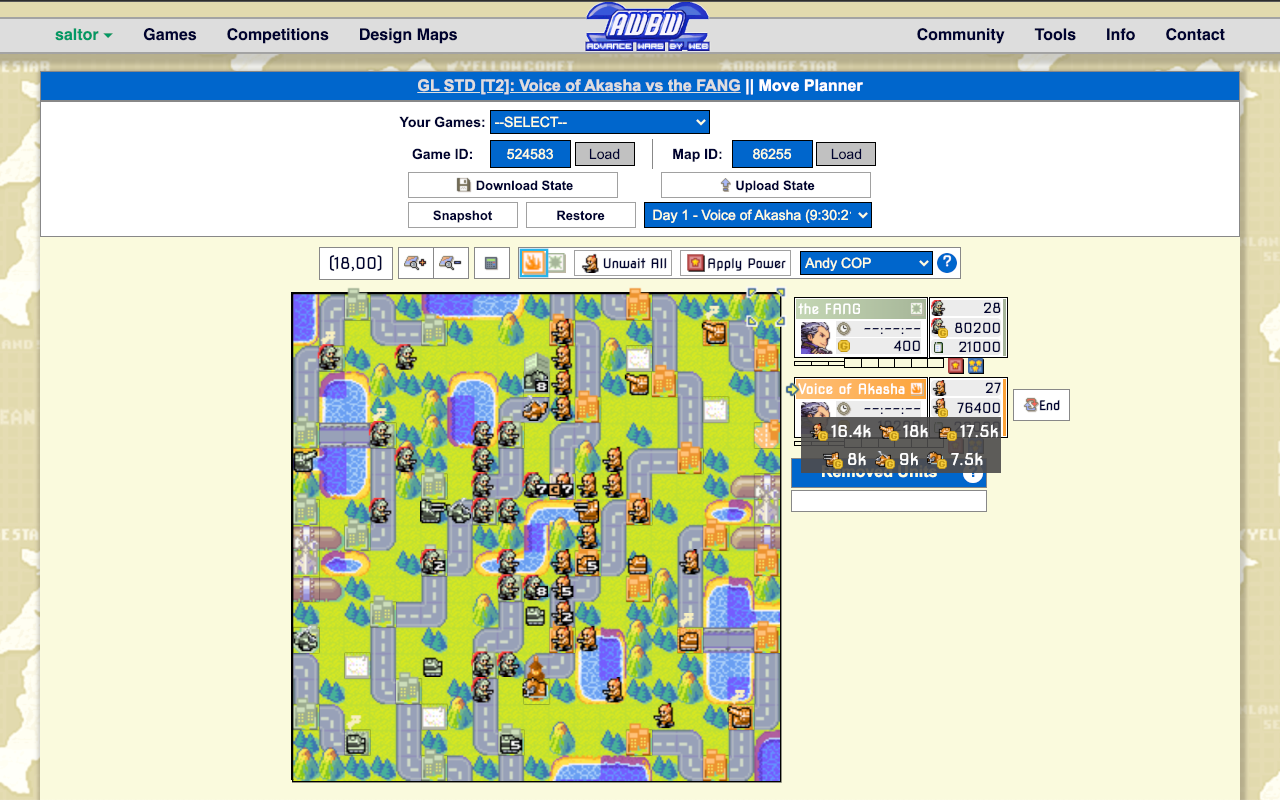 saltor
Games
Competitions
Design Maps
AWBW
ADVANCE WARS BY WEB
Community
Tools
Info
Contact
GL STD [T2]: Voice of Akasha vs the FANG || Move Planner
Your Games: --SELECT--
Game ID: 524583 Load Map ID: 86255 Load
Download State Upload State
Snapshot Restore Day 1 - Voice of Akasha (9:30:2
(18,00) Unwait All Apply Power Andy COP ?
the FANG 28
--:--:-- 80200
G 400 21000
Voice of Akasha 27
--:--:-- 76400
End
16.4k 18k 17.5k
8k 9k 7.5k
Removed Units ?
8
7 7
2 5
8 5
2
5